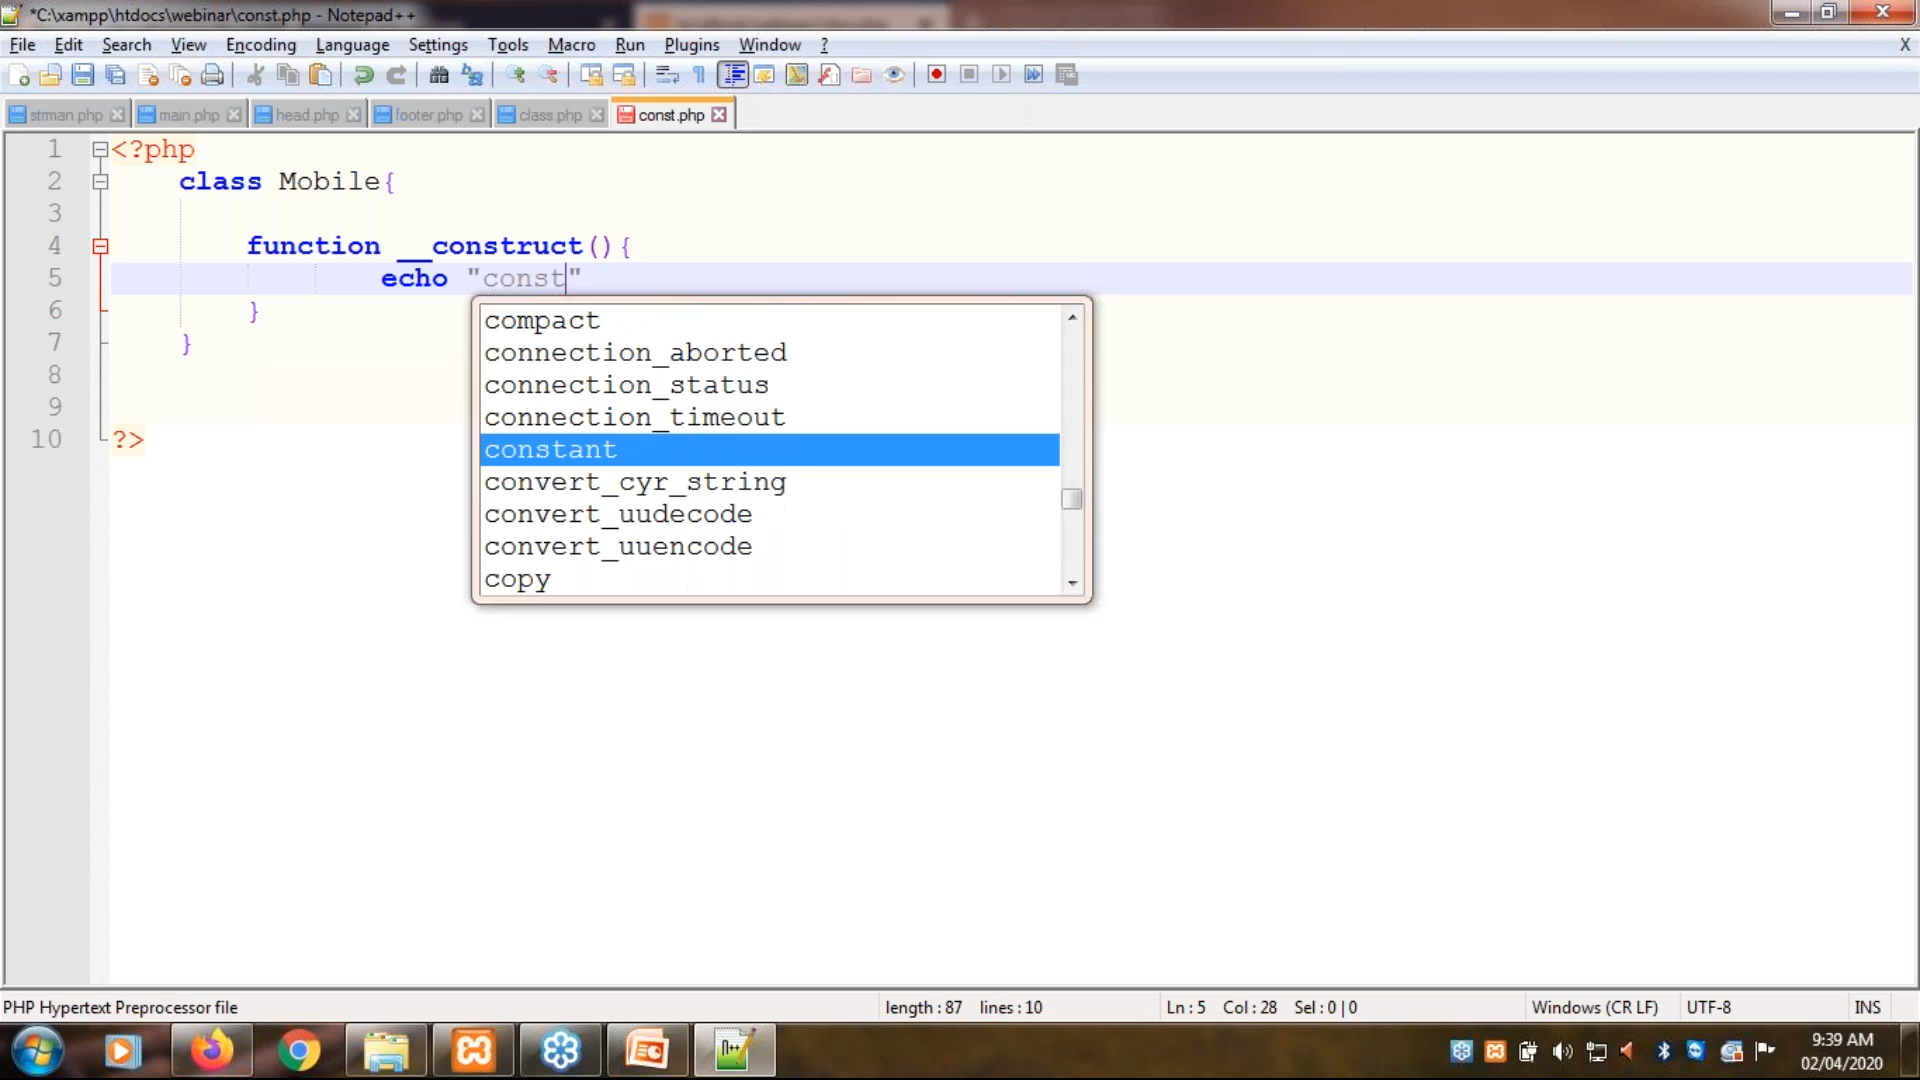 *C:\xampp\htdocs\webinar\const.php - Notepad++
File Edit Search View Encoding Language Settings Tools Macro Run Plugins Window ? X
strman.php main.php head.php footer.php class.php const.php
1 <?php
2 class Mobile{
3
4 function __construct(){
5 echo "const"
6 }
7 }
8
9
10 ?>
compact
connection_aborted
connection_status
connection_timeout
constant
convert_cyr_string
convert_uudecode
convert_uuencode
copy
PHP Hypertext Preprocessor file length : 87 lines : 10 Ln : 5 Col : 28 Sel : 0 | 0 Windows (CR LF) UTF-8 INS
9:39 AM
02/04/2020